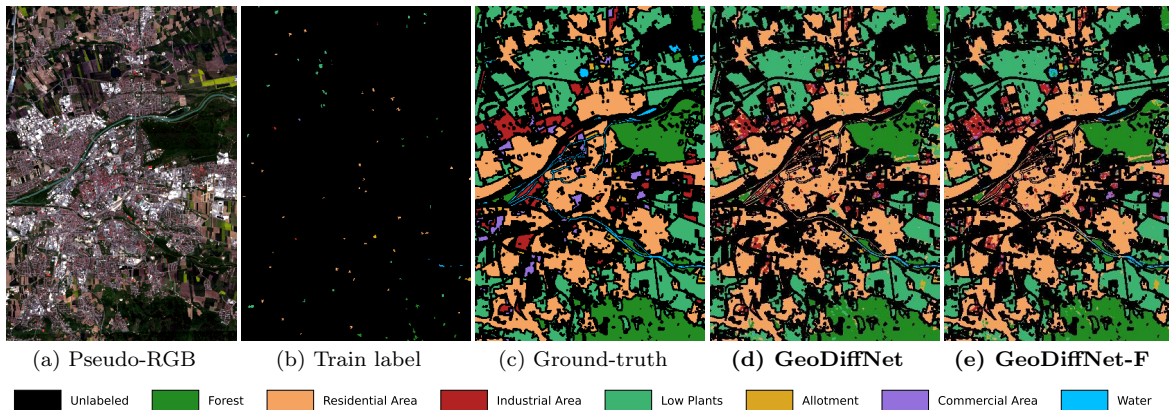 (a) Pseudo-RGB (b) Train label (c) Ground-truth (d) GeoDiffNet (e) GeoDiffNet-F
Unlabeled Forest Residential Area Industrial Area Low Plants Allotment Commercial Area Water